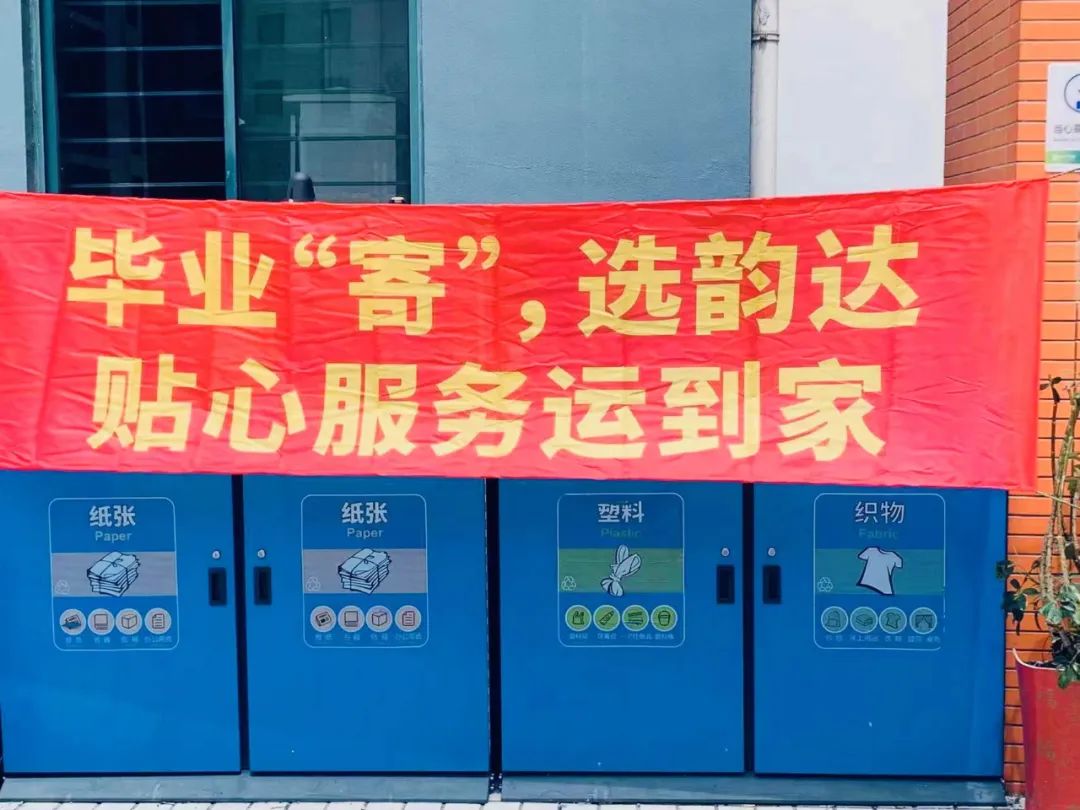 毕业“寄”，选韵达
贴心服务运到家
纸张
Paper
纸张
Paper
塑料
Plastic
织物
Fabric